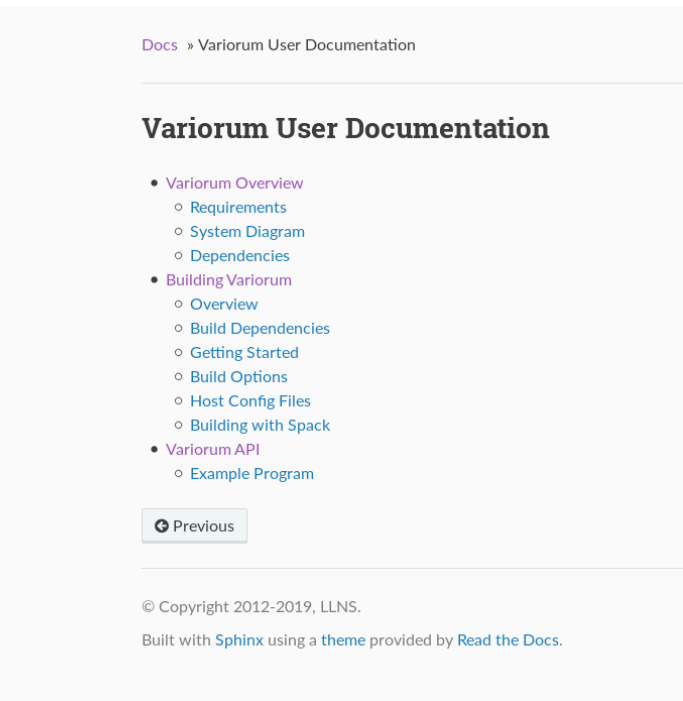 Docs » Variorum User Documentation
Variorum User Documentation
Variorum Overview
Requirements
System Diagram
Dependencies
Building Variorum
Overview
Build Dependencies
Getting Started
Build Options
Host Config Files
Building with Spack
Variorum API
Example Program
Previous
© Copyright 2012-2019, LLNS.
Built with Sphinx using a theme provided by Read the Docs.